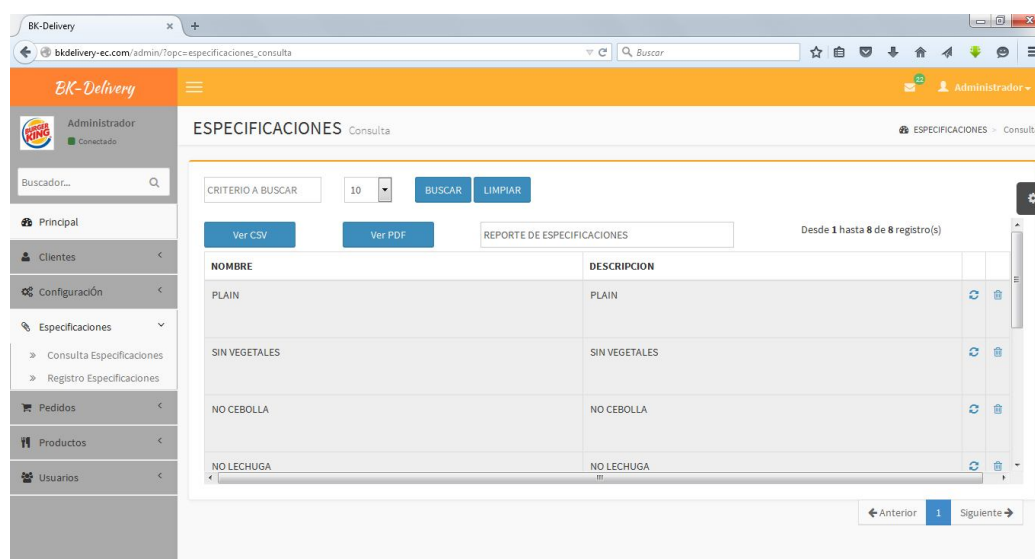 BK-Delivery
bkdelivery-ec.com/admin/?opc=especificaciones_consulta
Buscar
BK-Delivery
22
Administrador
BURGER KING
Administrador
Conectado
ESPECIFICACIONES Consulta
ESPECIFICACIONES > Consult
Buscador...
CRITERIO A BUSCAR
10
BUSCAR
LIMPIAR
Principal
Clientes
ConfiguraciÓn
Especificaciones
Consulta Especificaciones
Registro Especificaciones
Pedidos
Productos
Usuarios
Ver CSV
Ver PDF
REPORTE DE ESPECIFICACIONES
Desde 1 hasta 8 de 8 registro(s)
NOMBRE DESCRIPCION
PLAIN PLAIN
SIN VEGETALES SIN VEGETALES
NO CEBOLLA NO CEBOLLA
NO LECHUGA NO LECHUGA
Anterior 1 Siguiente